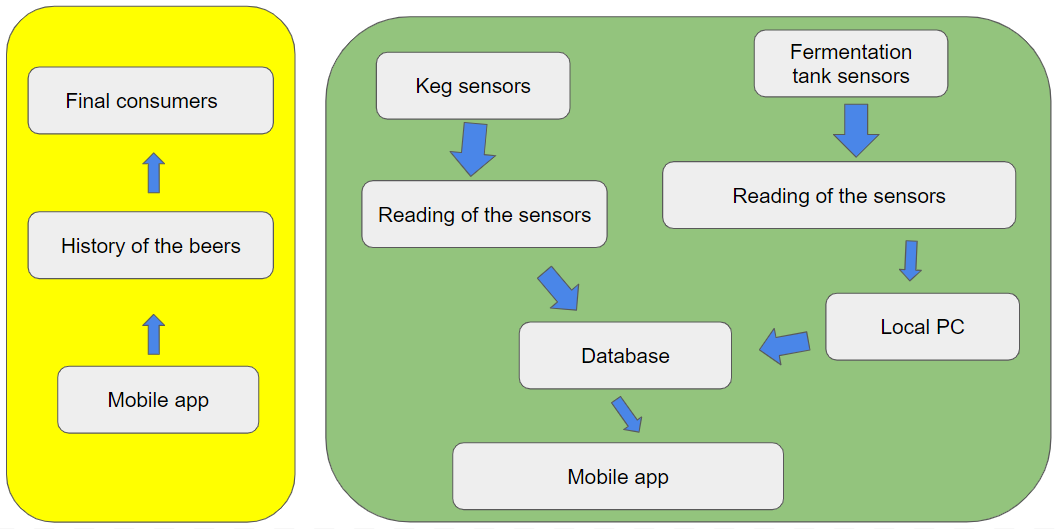 Final consumers
History of the beers
Mobile app
Keg sensors
Fermentation
tank sensors
Reading of the sensors
Reading of the sensors
Local PC
Database
Mobile app